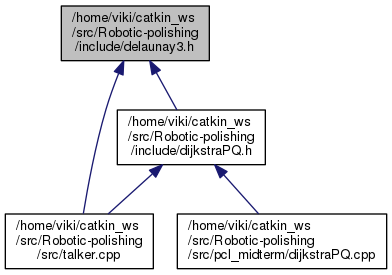 /home/viki/catkin_ws
/src/Robotic-polishing
/include/delaunay3.h
/home/viki/catkin_ws
/src/Robotic-polishing
/include/dijkstraPQ.h
/home/viki/catkin_ws
/src/Robotic-polishing
/src/talker.cpp
/home/viki/catkin_ws
/src/Robotic-polishing
/src/pcl_midterm/dijkstraPQ.cpp